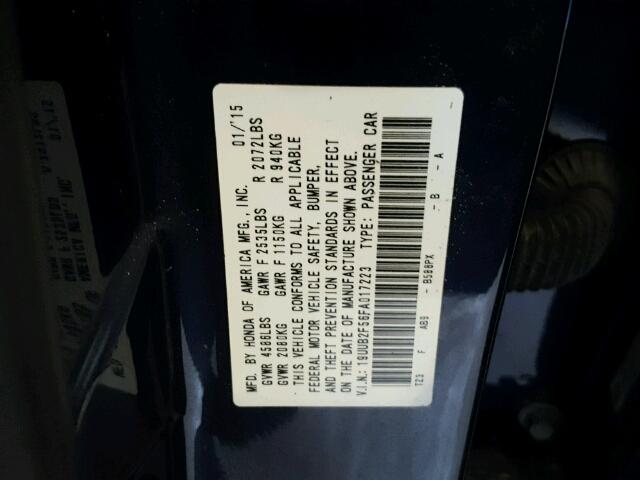 MFD. BY HONDA OF AMERICA MFG., INC. 01/'15
GVWR 4586LBS GAWR F 2535LBS R 2072LBS
GVWR 2080KG GAWR F 1150KG R 940KG
THIS VEHICLE CONFORMS TO ALL APPLICABLE
FEDERAL MOTOR VEHICLE SAFETY, BUMPER,
AND THEFT PREVENTION STANDARDS IN EFFECT
ON THE DATE OF MANUFACTURE SHOWN ABOVE.
V.I.N.: 19UUB2F56FA017223 TYPE: PASSENGER CAR
T23 F AB9 - B588PX - B - A